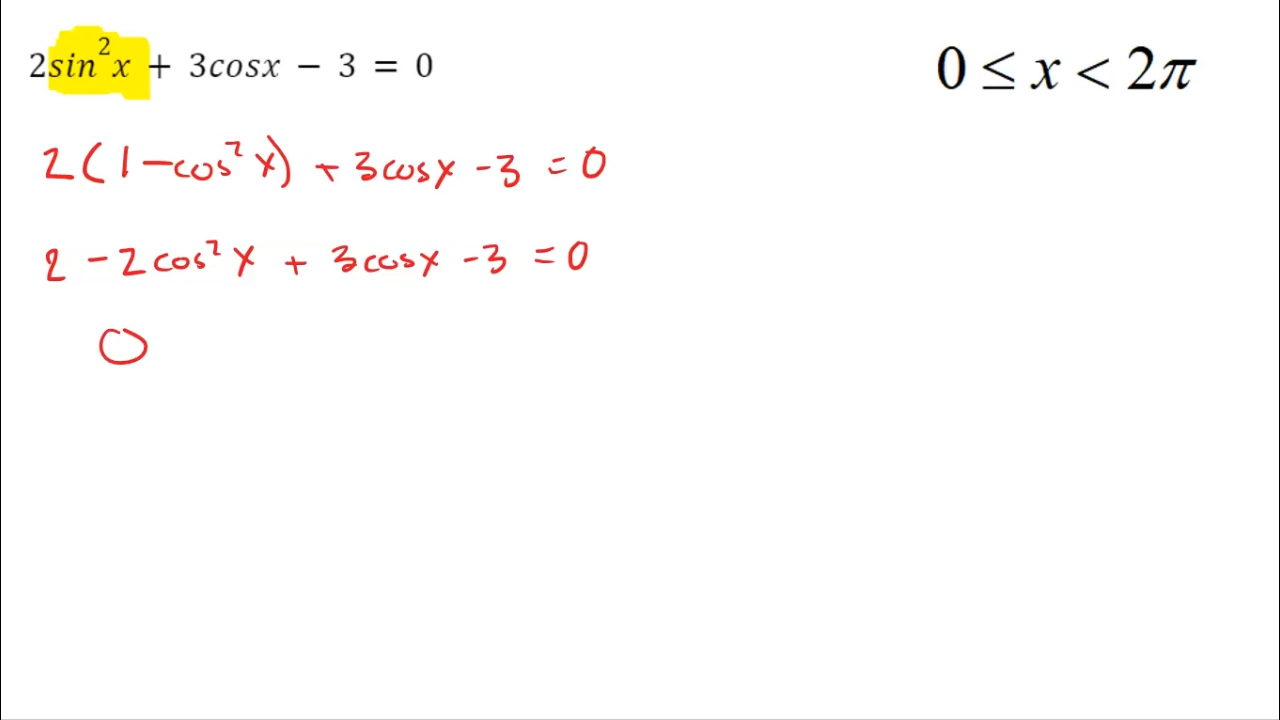 2sin²x + 3cosx − 3 = 0
0 ≤ x < 2π
2(1−cos²x) + 3cosx −3 = 0
2 − 2cos²x + 3cosx −3 = 0
0